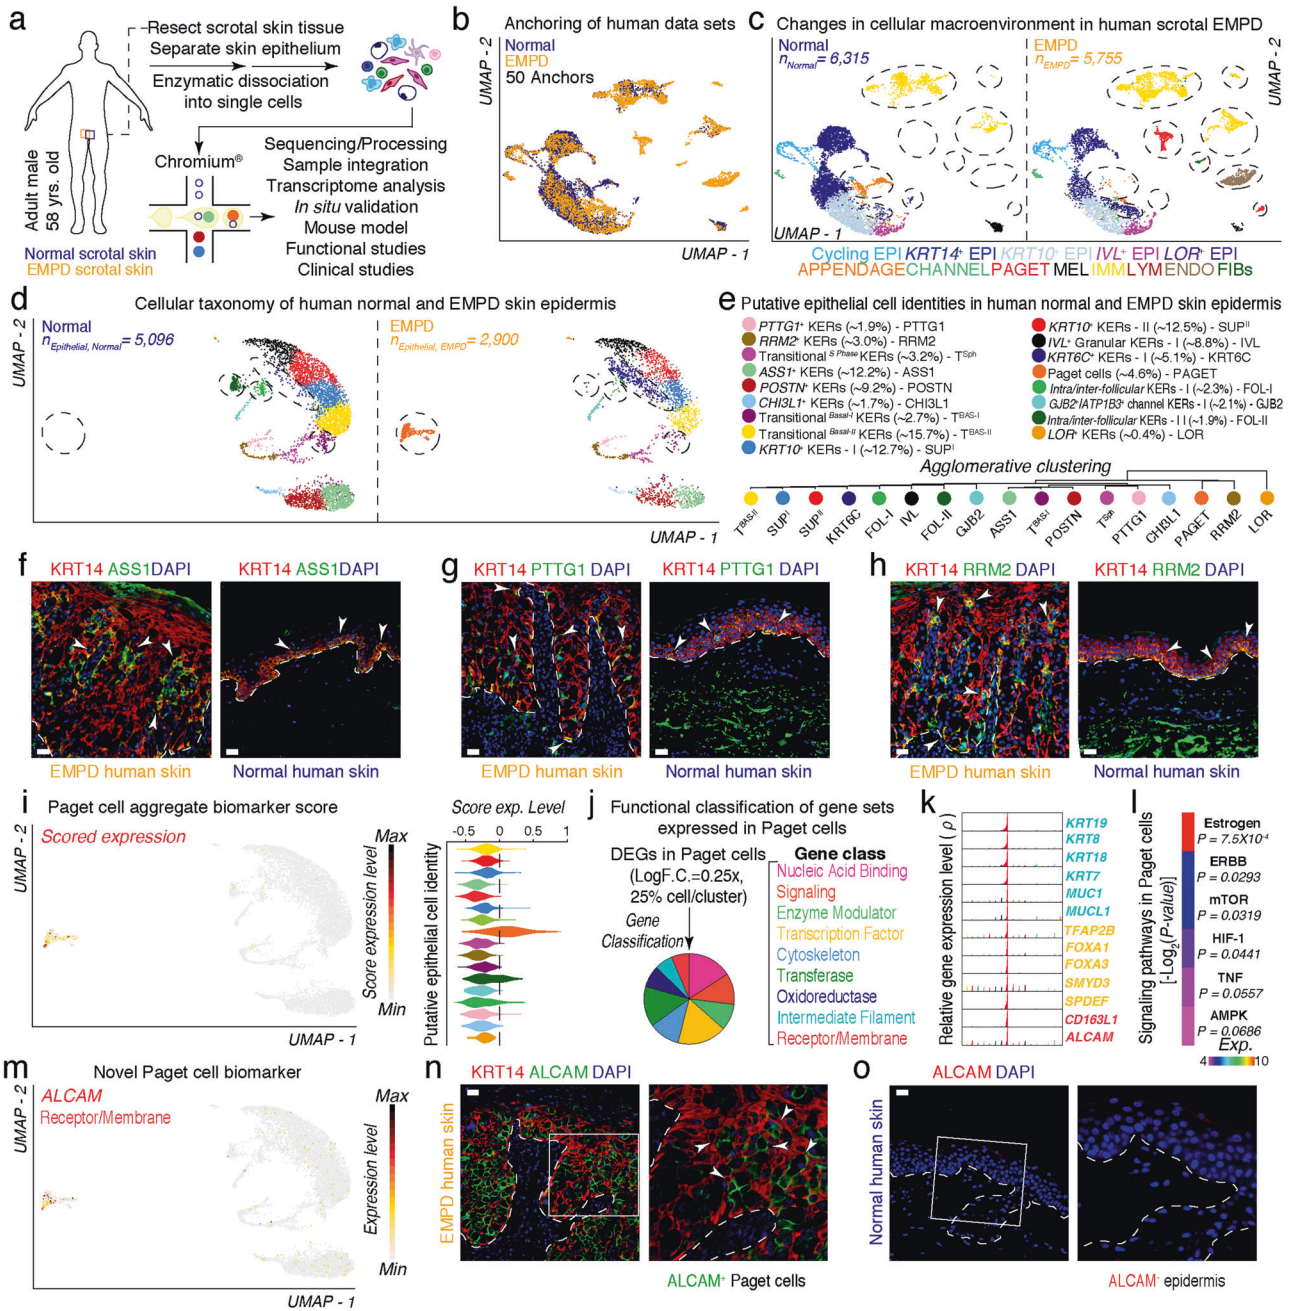 a
Resect scrotal skin tissue
Separate skin epithelium
Enzymatic dissociation
into single cells
Adult male
58 yrs. old
Chromium®
Sequencing/Processing
Sample integration
Transcriptome analysis
In situ validation
Mouse model
Functional studies
Clinical studies
Normal scrotal skin
EMPD scrotal skin
b
Anchoring of human data sets
Normal
EMPD
50 Anchors
UMAP - 2
UMAP - 1
c
Changes in cellular macroenvironment in human scrotal EMPD
Normal
nNormal= 6,315
EMPD
nEMPD= 5,755
UMAP - 2
UMAP - 1
Cycling EPI KRT14+ EPI KRT10+ EPI IVL+ EPI LOR+ EPI
APPENDAGE CHANNEL PAGET MEL IMM LYM ENDO FIBs
d
Cellular taxonomy of human normal and EMPD skin epidermis
Normal
nEpithelial, Normal= 5,096
EMPD
nEpithelial, EMPD= 2,900
UMAP - 2
UMAP - 1
e
Putative epithelial cell identities in human normal and EMPD skin epidermis
PTTG1+ KERs (~1.9%) - PTTG1
RRM2+ KERs (~3.0%) - RRM2
Transitional S Phase KERs (~3.2%) - TSph
ASS1+ KERs (~12.2%) - ASS1
POSTN+ KERs (~9.2%) - POSTN
CHI3L1+ KERs (~1.7%) - CHI3L1
Transitional Basal-I KERs (~2.7%) - TBAS-I
Transitional Basal-II KERs (~15.7%) - TBAS-II
KRT10+ KERs - I (~12.7%) - SUPI
KRT10+ KERs - II (~12.5%) - SUPII
IVL+ Granular KERs - I (~8.8%) - IVL
KRT6C+ KERs - I (~5.1%) - KRT6C
Paget cells (~4.6%) - PAGET
Intra/inter-follicular KERs - I (~2.3%) - FOL-I
GJB2+/ATP1B3+ channel KERs - I (~2.1%) - GJB2
Intra/inter-follicular KERs - I I (~1.9%) - FOL-II
LOR+ KERs (~0.4%) - LOR
Agglomerative clustering
TBAS-II
SUPI
SUPII
KRT6C
FOL-I
IVL
FOL-II
GJB2
ASS1
TBAS-I
POSTN
TSph
PTTG1
CHI3L1
PAGET
RRM2
LOR
f
KRT14 ASS1DAPI
KRT14 ASS1DAPI
EMPD human skin
Normal human skin
g
KRT14 PTTG1 DAPI
KRT14 PTTG1 DAPI
EMPD human skin
Normal human skin
h
KRT14 RRM2 DAPI
KRT14 RRM2 DAPI
EMPD human skin
Normal human skin
i
Paget cell aggregate biomarker score
Scored expression
UMAP - 2
UMAP - 1
Max
Score expression level
Min
Score exp. Level
-0.5
0
0.5
1
Putative epithelial cell identity
j
Functional classification of gene sets
expressed in Paget cells
DEGs in Paget cells
(LogF.C.=0.25x,
25% cell/cluster)
Gene
Classification
Gene class
Nucleic Acid Binding
Signaling
Enzyme Modulator
Transcription Factor
Cytoskeleton
Transferase
Oxidoreductase
Intermediate Filament
Receptor/Membrane
k
Relative gene expression level ( ρ )
KRT19
KRT8
KRT18
KRT7
MUC1
MUCL1
TFAP2B
FOXA1
FOXA3
SMYD3
SPDEF
CD163L1
ALCAM
l
Signaling pathways in Paget cells
[-Log2(P-value)]
Estrogen
P = 7.5X10-4
ERBB
P = 0.0293
mTOR
P = 0.0319
HIF-1
P = 0.0441
TNF
P = 0.0557
AMPK
P = 0.0686
Exp.
4
10
m
Novel Paget cell biomarker
ALCAM
Receptor/Membrane
UMAP - 2
UMAP - 1
Max
Expression level
Min
n
KRT14 ALCAM DAPI
EMPD human skin
ALCAM+ Paget cells
o
ALCAM DAPI
Normal human skin
ALCAM- epidermis